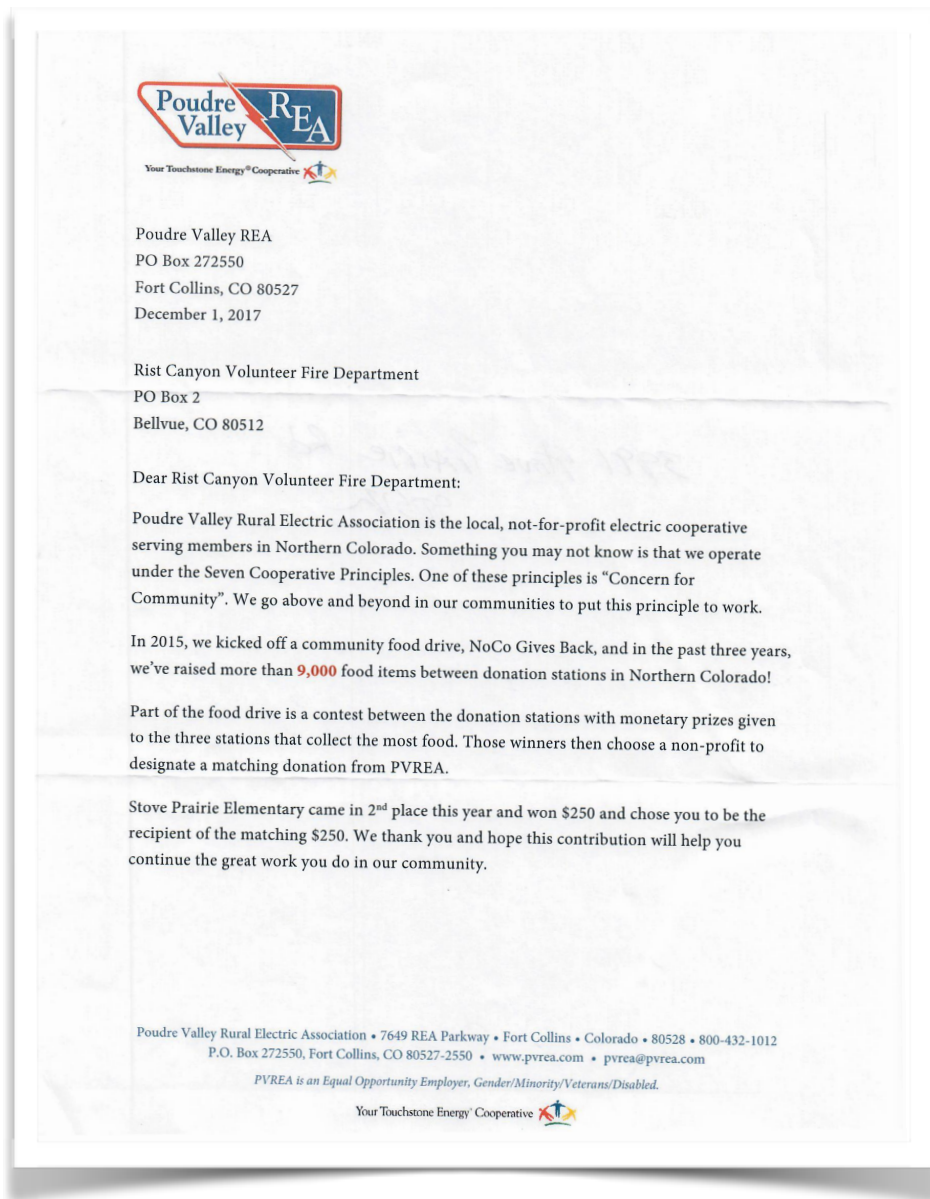 Poudre
Valley
REA
Your Touchstone Energy® Cooperative
Poudre Valley REA
PO Box 272550
Fort Collins, CO 80527
December 1, 2017
Rist Canyon Volunteer Fire Department
PO Box 2
Bellvue, CO 80512
Dear Rist Canyon Volunteer Fire Department:
Poudre Valley Rural Electric Association is the local, not-for-profit electric cooperative
serving members in Northern Colorado. Something you may not know is that we operate
under the Seven Cooperative Principles. One of these principles is “Concern for
Community”. We go above and beyond in our communities to put this principle to work.
In 2015, we kicked off a community food drive, NoCo Gives Back, and in the past three years,
we’ve raised more than 9,000 food items between donation stations in Northern Colorado!
Part of the food drive is a contest between the donation stations with monetary prizes given
to the three stations that collect the most food. Those winners then choose a non-profit to
designate a matching donation from PVREA.
Stove Prairie Elementary came in 2nd place this year and won $250 and chose you to be the
recipient of the matching $250. We thank you and hope this contribution will help you
continue the great work you do in our community.
Poudre Valley Rural Electric Association • 7649 REA Parkway • Fort Collins • Colorado • 80528 • 800-432-1012
P.O. Box 272550, Fort Collins, CO 80527-2550 • www.pvrea.com • pvrea@pvrea.com
PVREA is an Equal Opportunity Employer, Gender/Minority/Veterans/Disabled.
Your Touchstone Energy® Cooperative